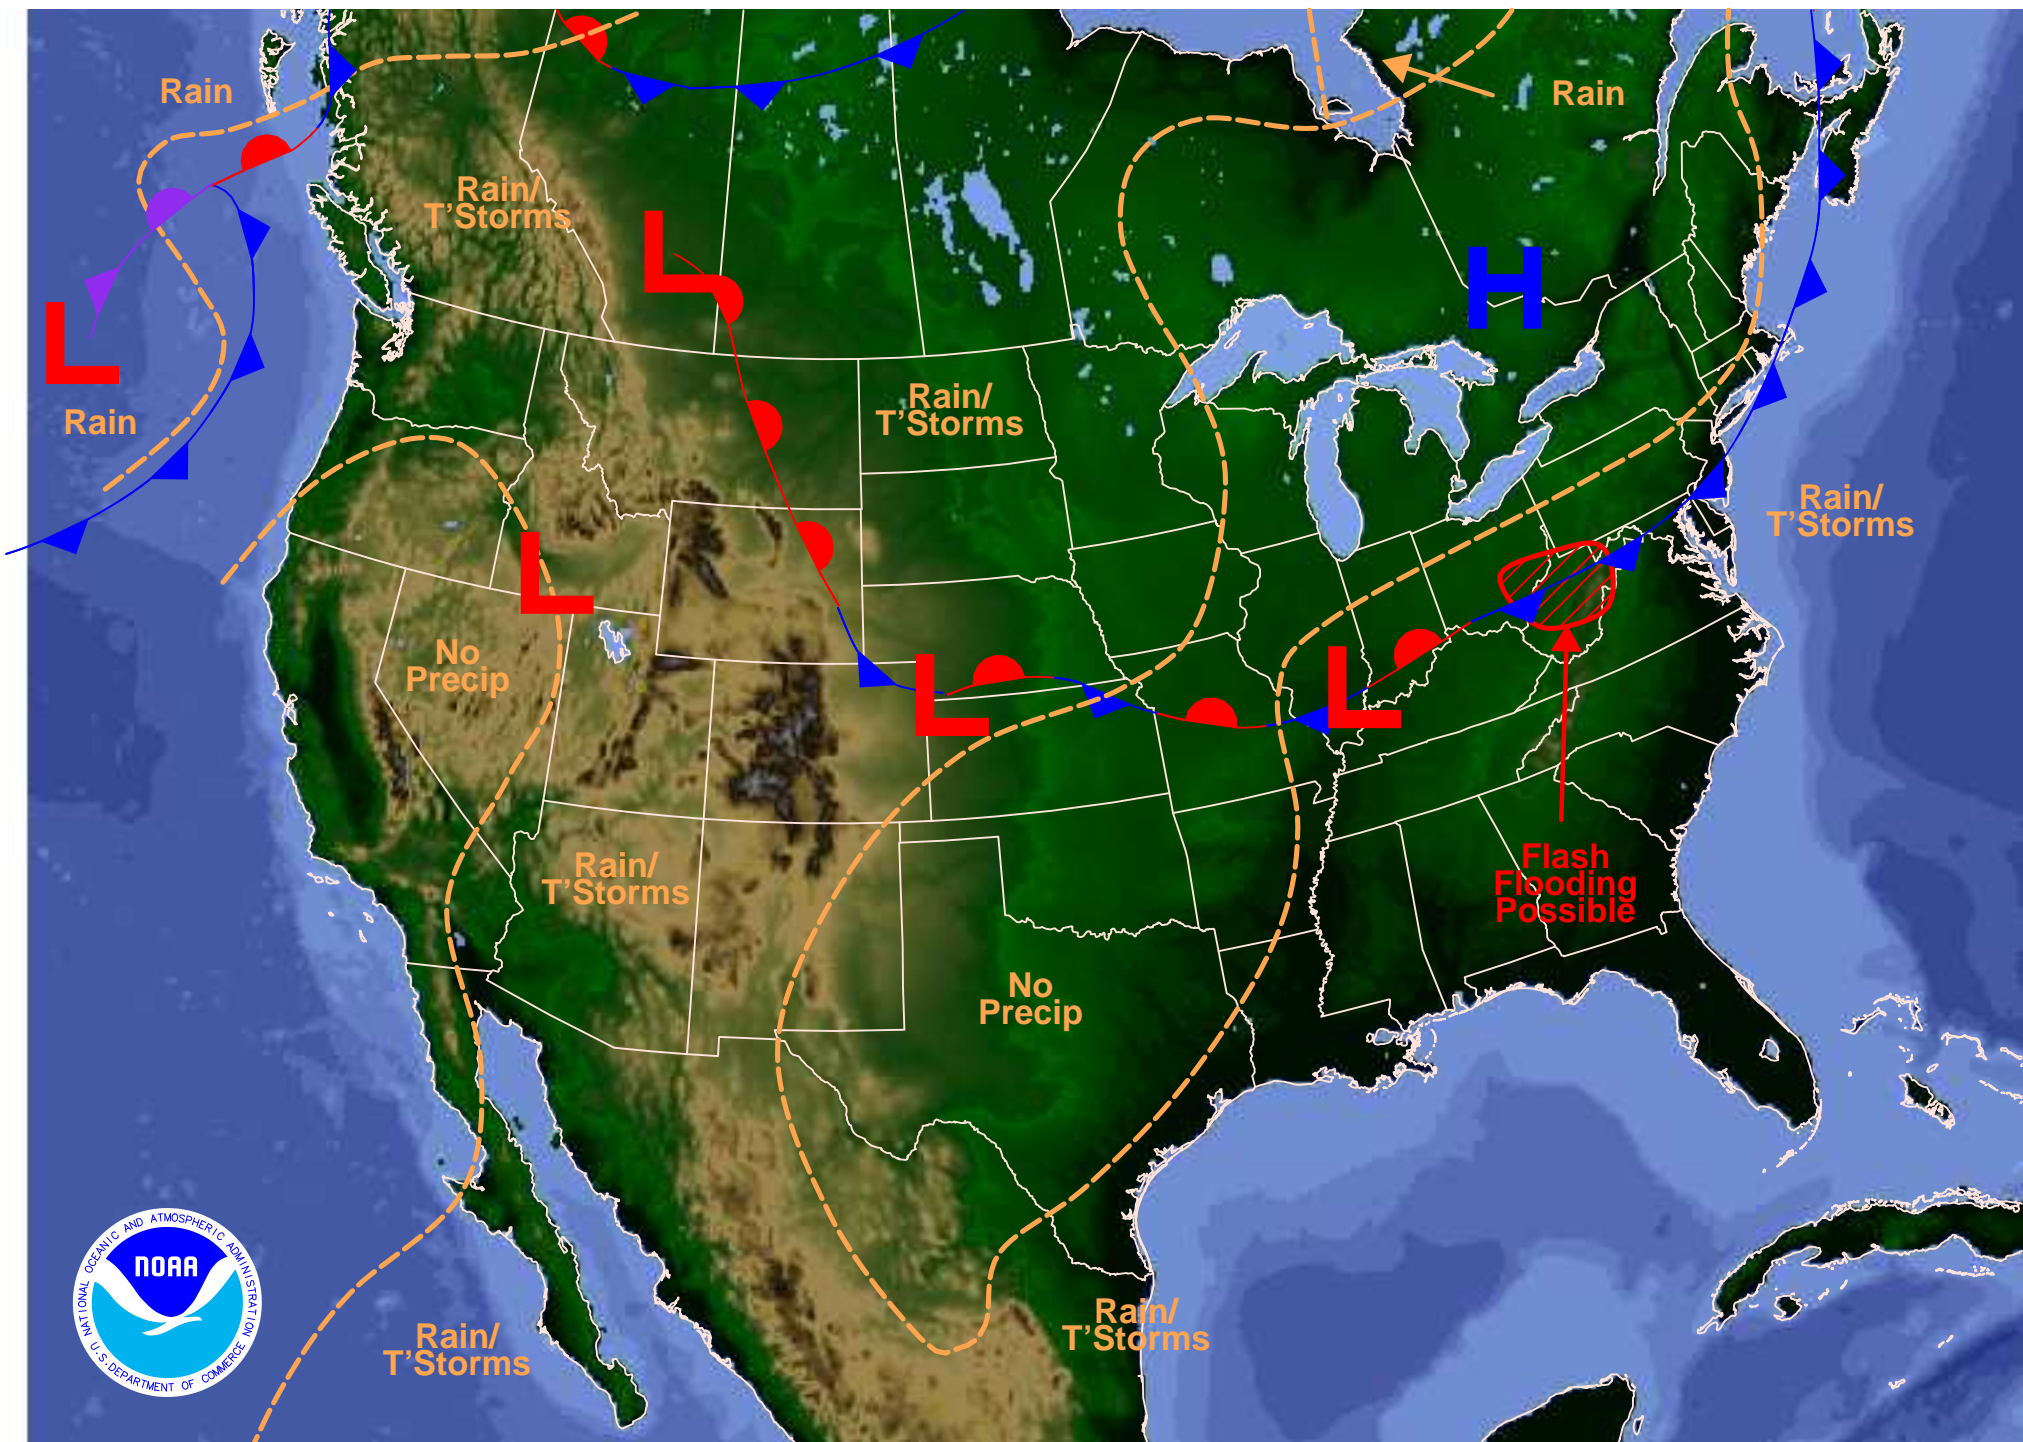 Rain
Rain
Rain/
T'Storms
H
L
L
Rain/
T'Storms
Rain
Rain/
T'Storms
L
No
Precip
L
L
Rain/
T'Storms
Flash
Flooding
Possible
No
Precip
NATIONAL OCEANIC AND ATMOSPHERIC ADMINISTRATION
NOAA
U.S. DEPARTMENT OF COMMERCE
Rain/
T'Storms
Rain/
T'Storms